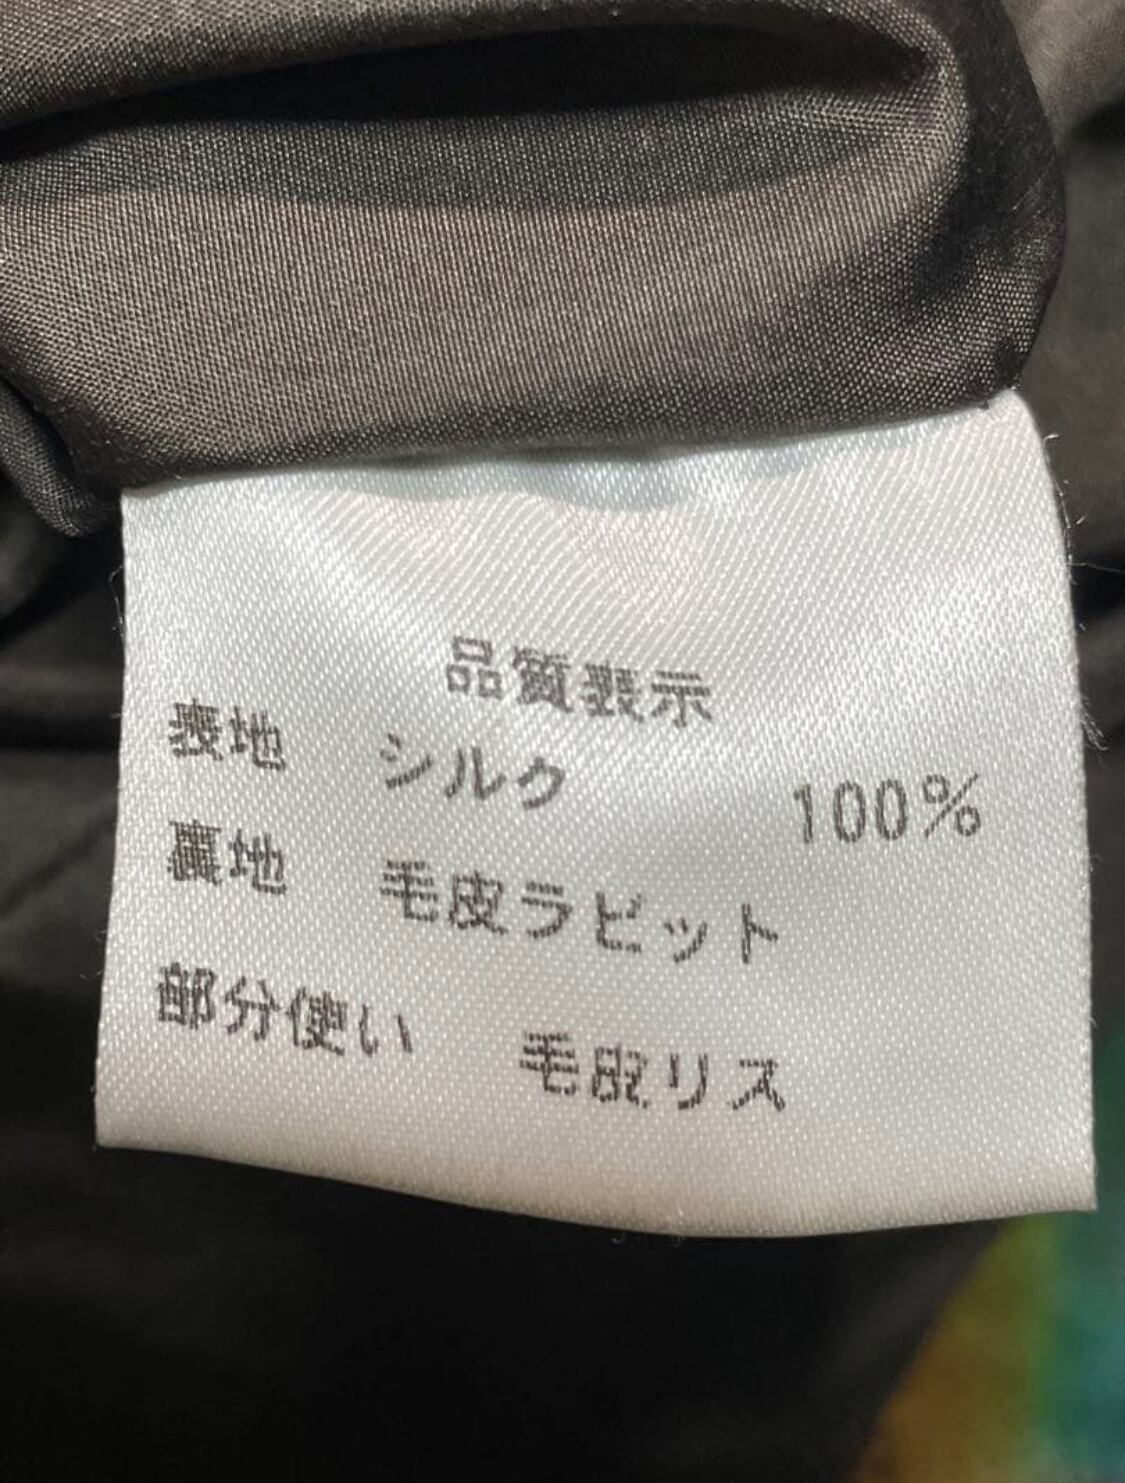 品質表示
表地 シルク 100%
裏地 毛皮ラビット
部分使い 毛皮リス